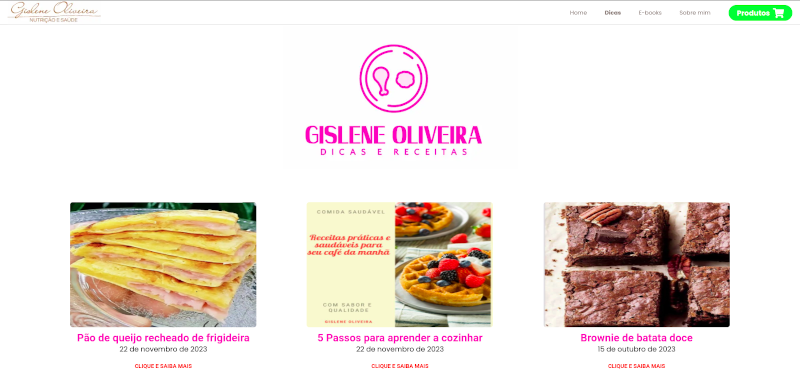 Gislene Oliveira
NUTRIÇÃO E SAÚDE
Home
Dicas
E-books
Sobre mim
Produtos
GISLENE OLIVEIRA
DICAS E RECEITAS
COMIDA SAUDÁVEL
Receitas práticas e
saudáveis para
seu café da manhã
COM SABOR E
QUALIDADE
GISLENE OLIVEIRA
Pão de queijo recheado de frigideira
22 de novembro de 2023
CLIQUE E SAIBA MAIS
5 Passos para aprender a cozinhar
22 de novembro de 2023
CLIQUE E SAIBA MAIS
Brownie de batata doce
15 de outubro de 2023
CLIQUE E SAIBA MAIS